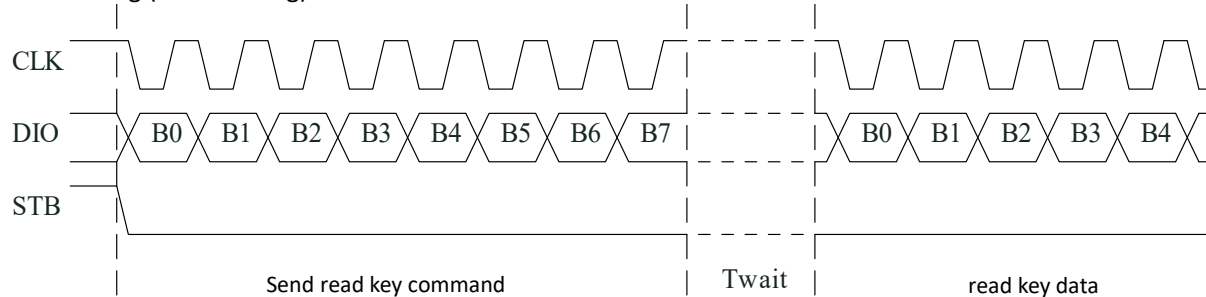 CLK
DIO B0 B1 B2 B3 B4 B5 B6 B7 B0 B1 B2 B3 B4
STB
Send read key command Twait read key data